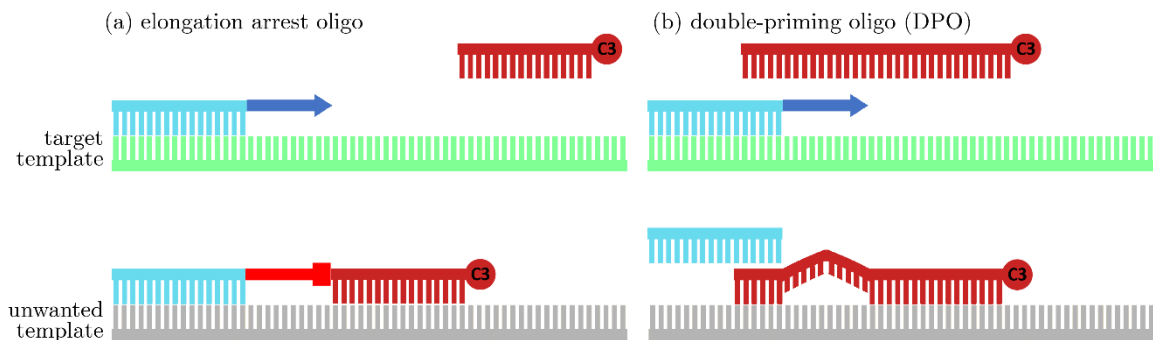 (a) elongation arrest oligo
(b) double-priming oligo (DPO)
C3
C3
target
template
C3
C3
unwanted
template